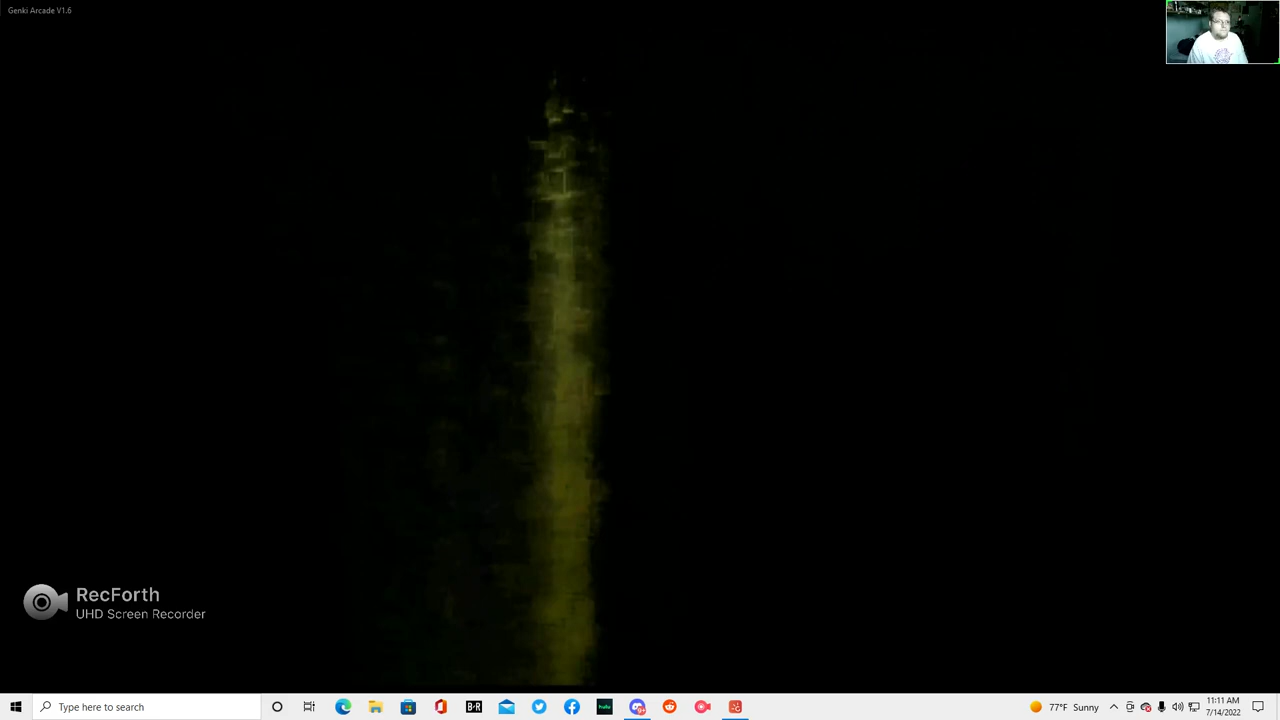 Genki Arcade V1.6
RecForth
UHD Screen Recorder
Type here to search
B/R
hulu
77°F Sunny
11:11 AM
7/14/2022